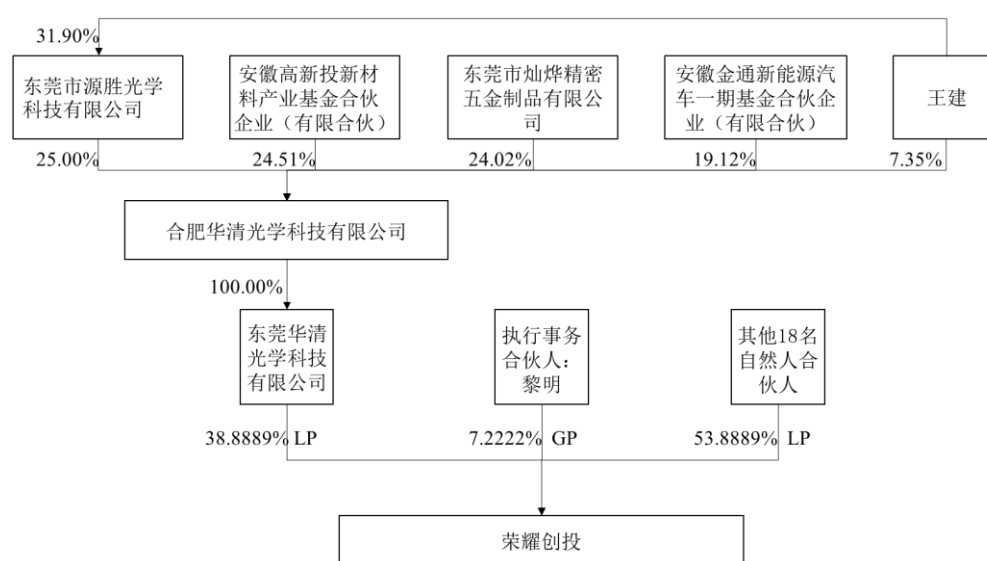 31.90%
东莞市源胜光学
科技有限公司
安徽高新投新材
料产业基金合伙
企业（有限合伙）
东莞市灿烨精密
五金制品有限公
司
安徽金通新能源汽
车一期基金合伙企
业（有限合伙）
王建
25.00%
24.51%
24.02%
19.12%
7.35%
合肥华清光学科技有限公司
100.00%
东莞华清
光学科技
有限公司
执行事务
合伙人：
黎明
其他18名
自然人合
伙人
38.8889% LP
7.2222% GP
53.8889% LP
荣耀创投